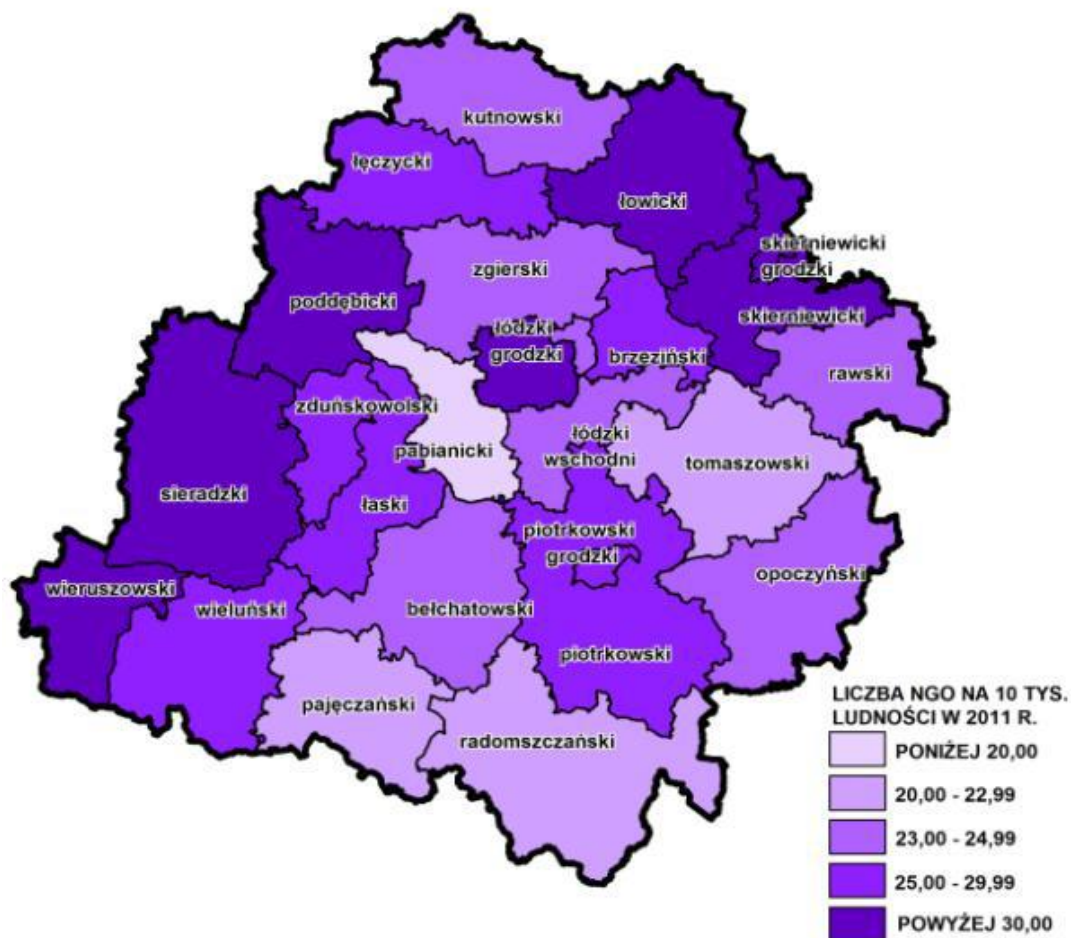 kutnowski
łęczycki
łowicki
skierniewicki
grodzki
zgierski
poddębicki
skierniewicki
łódzki
grodzki
brzeziński
rawski
zduńskowolski
łódzki
wschodni
pabianicki
tomaszowski
sieradzki
łaski
piotrkowski
grodzki
opoczyński
wieruszowski
wieluński
bełchatowski
piotrkowski
pajęczański
radomszczański
LICZBA NGO NA 10 TYS.
LUDNOŚCI W 2011 R.
PONIŻEJ 20,00
20,00 - 22,99
23,00 - 24,99
25,00 - 29,99
POWYŻEJ 30,00